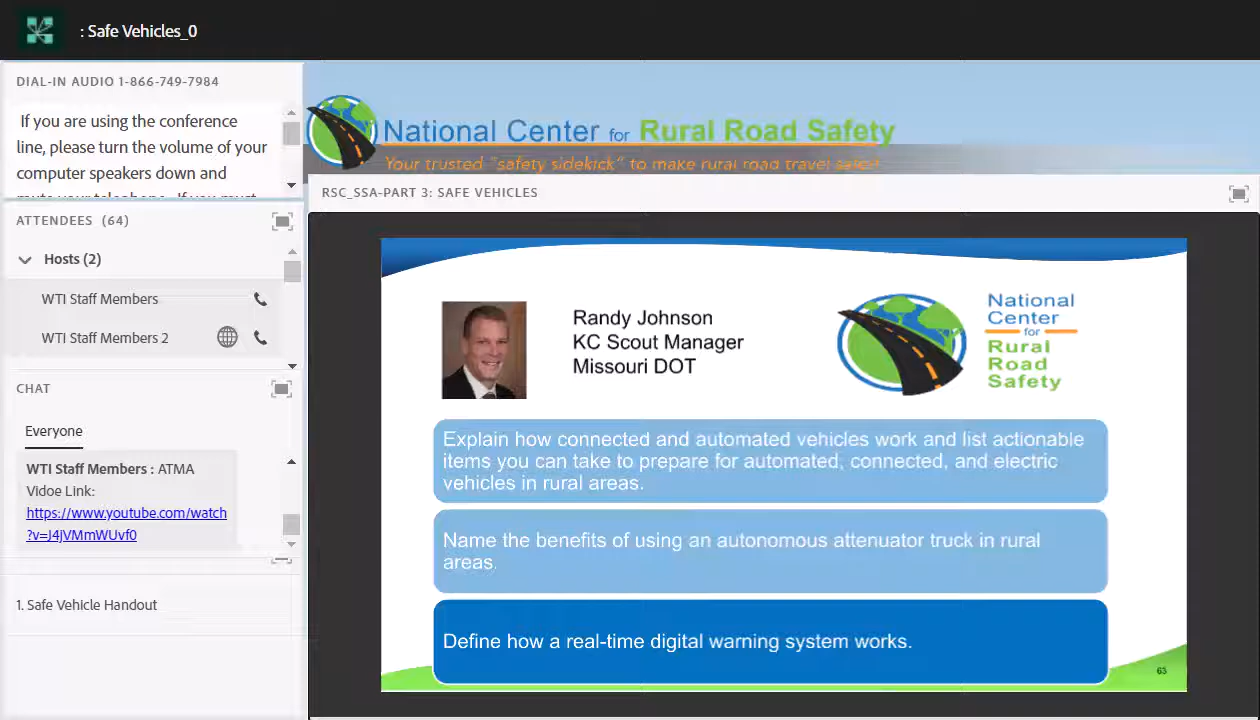 : Safe Vehicles_0
DIAL-IN AUDIO 1-866-749-7984
If you are using the conference
line, please turn the volume of your
computer speakers down and
mute your telephone. If you must
ATTENDEES (64)
Hosts (2)
WTI Staff Members
WTI Staff Members 2
CHAT
Everyone
WTI Staff Members : ATMA
Vidoe Link:
https://www.youtube.com/watch
?v=J4jVMmWUvf0
1. Safe Vehicle Handout
National Center for Rural Road Safety
Your trusted "safety sidekick" to make rural road travel safer
RSC_SSA-PART 3: SAFE VEHICLES
Randy Johnson
KC Scout Manager
Missouri DOT
National
Center
for
Rural
Road
Safety
Explain how connected and automated vehicles work and list actionable
items you can take to prepare for automated, connected, and electric
vehicles in rural areas.
Name the benefits of using an autonomous attenuator truck in rural
areas.
Define how a real-time digital warning system works.
63